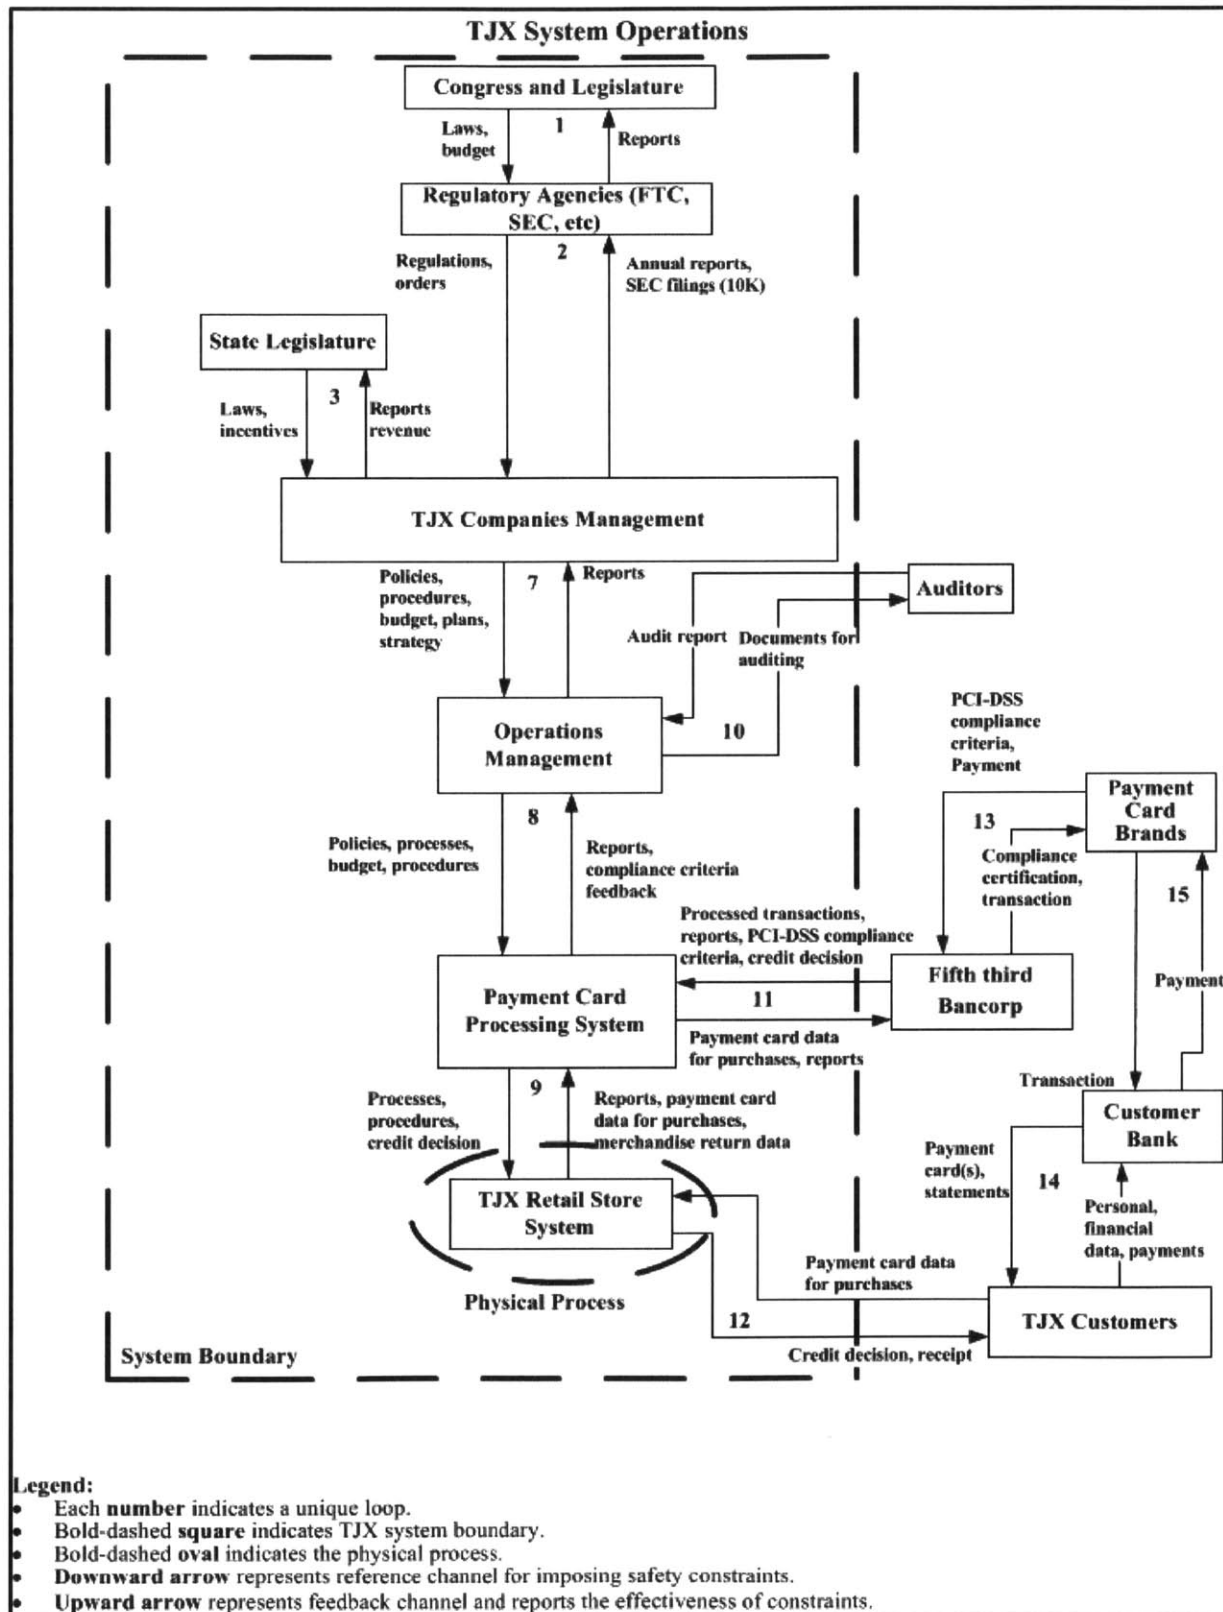 TJX System Operations
Congress and Legislature
Laws,
budget
1
Reports
Regulatory Agencies (FTC,
SEC, etc)
2
Regulations,
orders
Annual reports,
SEC filings (10K)
State Legislature
3
Laws,
incentives
Reports
revenue
TJX Companies Management
Policies,
procedures,
budget, plans,
strategy
7
Reports
Auditors
Audit report
Documents for
auditing
Operations
Management
10
PCI-DSS
compliance
criteria,
Payment
Payment
Card
Brands
8
13
Policies, processes,
budget, procedures
Reports,
compliance criteria
feedback
Compliance
certification,
transaction
15
Processed transactions,
reports, PCI-DSS compliance
criteria, credit decision
Payment Card
Processing System
11
Fifth third
Bancorp
Payment
Payment card data
for purchases, reports
9
Transaction
Processes,
procedures,
credit decision
Reports, payment card
data for purchases,
merchandise return data
Customer
Bank
Payment
card(s),
statements
14
Personal,
financial
data, payments
TJX Retail Store
System
Physical Process
Payment card data
for purchases
12
TJX Customers
Credit decision, receipt
System Boundary
Legend:
• Each number indicates a unique loop.
• Bold-dashed square indicates TJX system boundary.
• Bold-dashed oval indicates the physical process.
• Downward arrow represents reference channel for imposing safety constraints.
• Upward arrow represents feedback channel and reports the effectiveness of constraints.